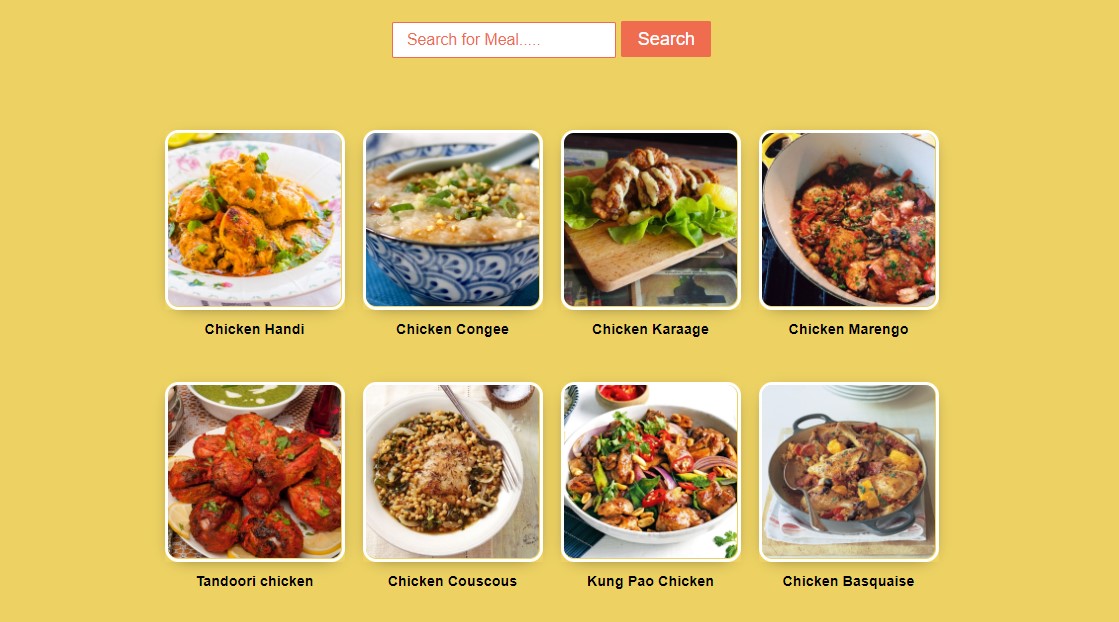 Search for Meal.....
Search
Chicken Handi
Chicken Congee
Chicken Karaage
Chicken Marengo
Tandoori chicken
Chicken Couscous
Kung Pao Chicken
Chicken Basquaise